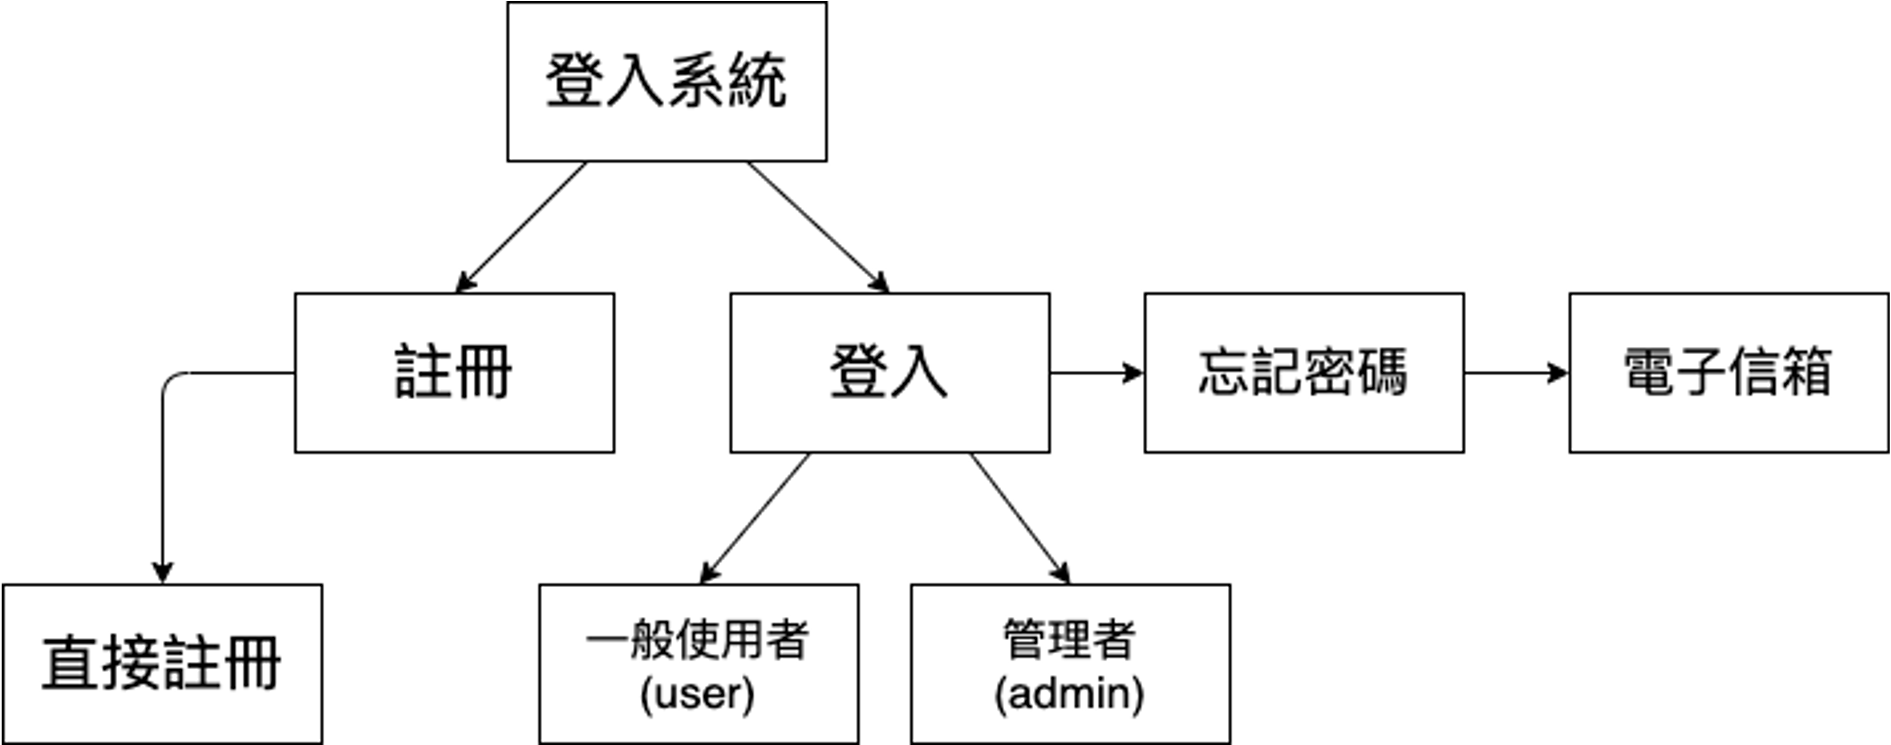 登入系統
註冊
登入
忘記密碼
電子信箱
直接註冊
一般使用者
(user)
管理者
(admin)